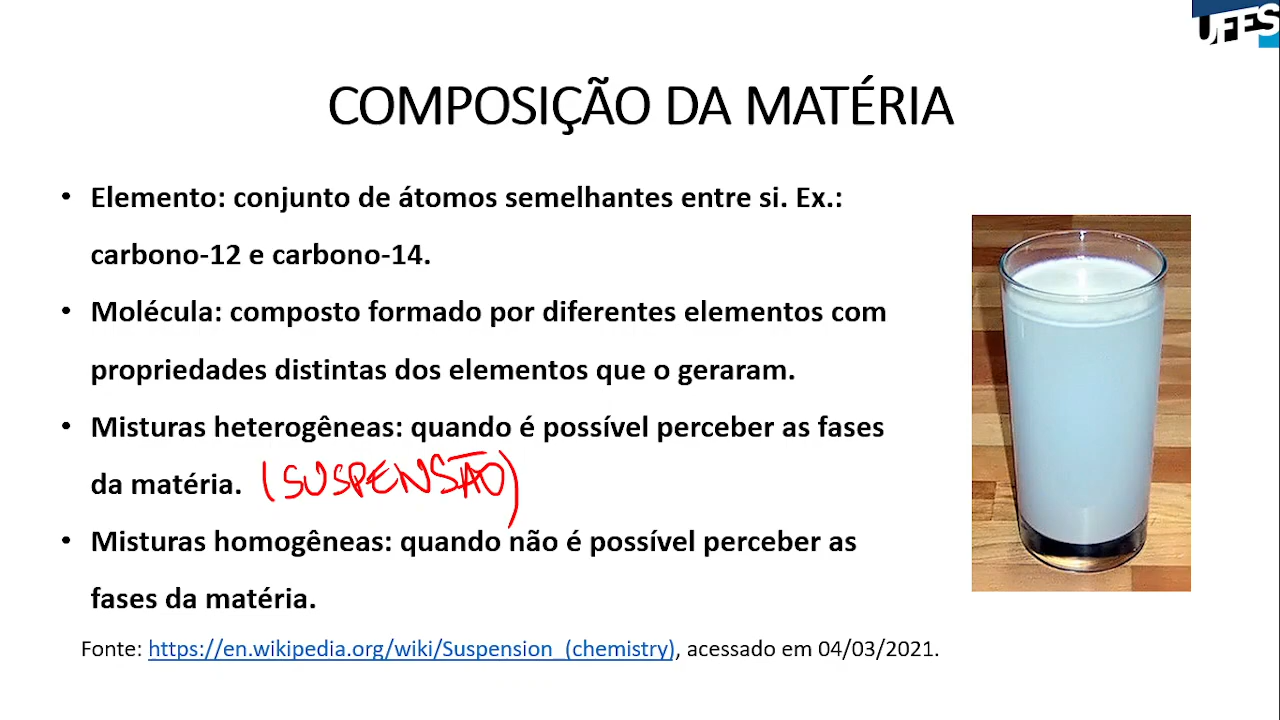 UFES
COMPOSIÇÃO DA MATÉRIA
• Elemento: conjunto de átomos semelhantes entre si. Ex.:
carbono-12 e carbono-14.
• Molécula: composto formado por diferentes elementos com
propriedades distintas dos elementos que o geraram.
• Misturas heterogêneas: quando é possível perceber as fases
da matéria. (SUSPENSÃO)
• Misturas homogêneas: quando não é possível perceber as
fases da matéria.
Fonte: https://en.wikipedia.org/wiki/Suspension_(chemistry), acessado em 04/03/2021.